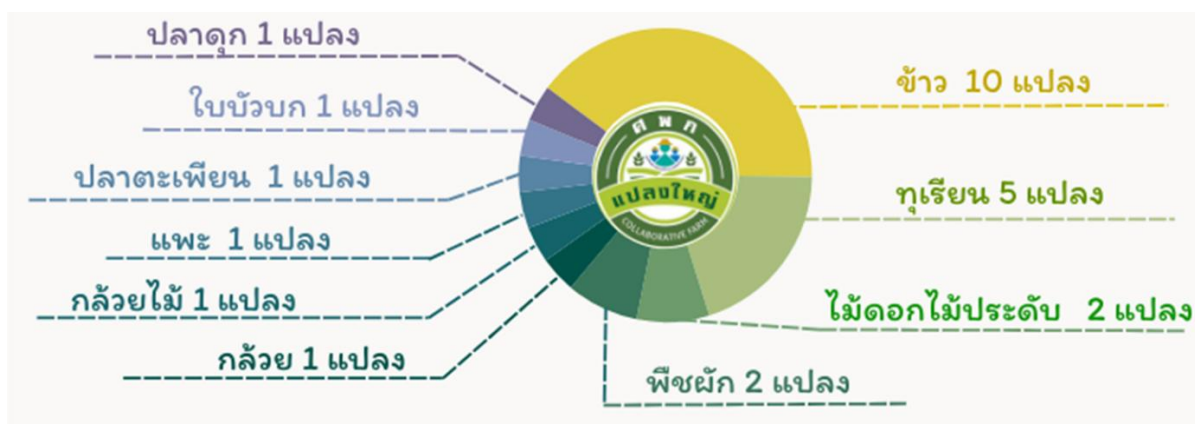 ปลาดุก 1 แปลง
ใบบัวบก 1 แปลง
ปลาตะเพียน 1 แปลง
แพะ 1 แปลง
กล้วยไม้ 1 แปลง
กล้วย 1 แปลง
ข้าว 10 แปลง
ทุเรียน 5 แปลง
ไม้ดอกไม้ประดับ 2 แปลง
พืชผัก 2 แปลง
ศพก
แปลงใหญ่
COLLABORATIVE FARM